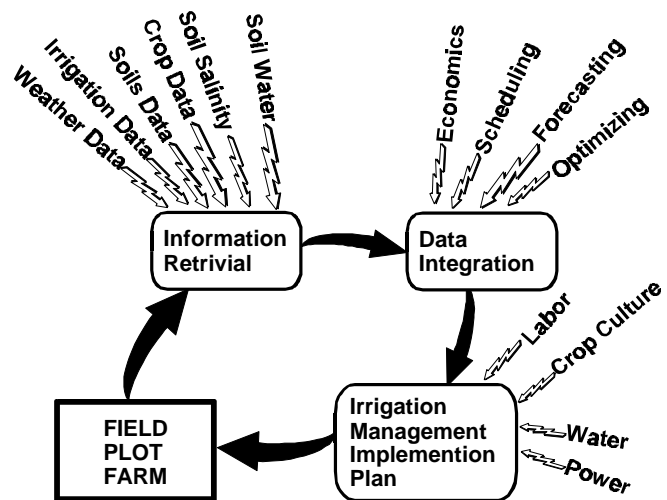 Weather Data
Irrigation Data
Soils Data
Crop Data
Soil Salinity
Soil Water
Economics
Scheduling
Forecasting
Optimizing
Information
Retrivial
Data
Integration
Labor
Crop Culture
Water
Power
Irrigation
Management
Implemention
Plan
FIELD
PLOT
FARM